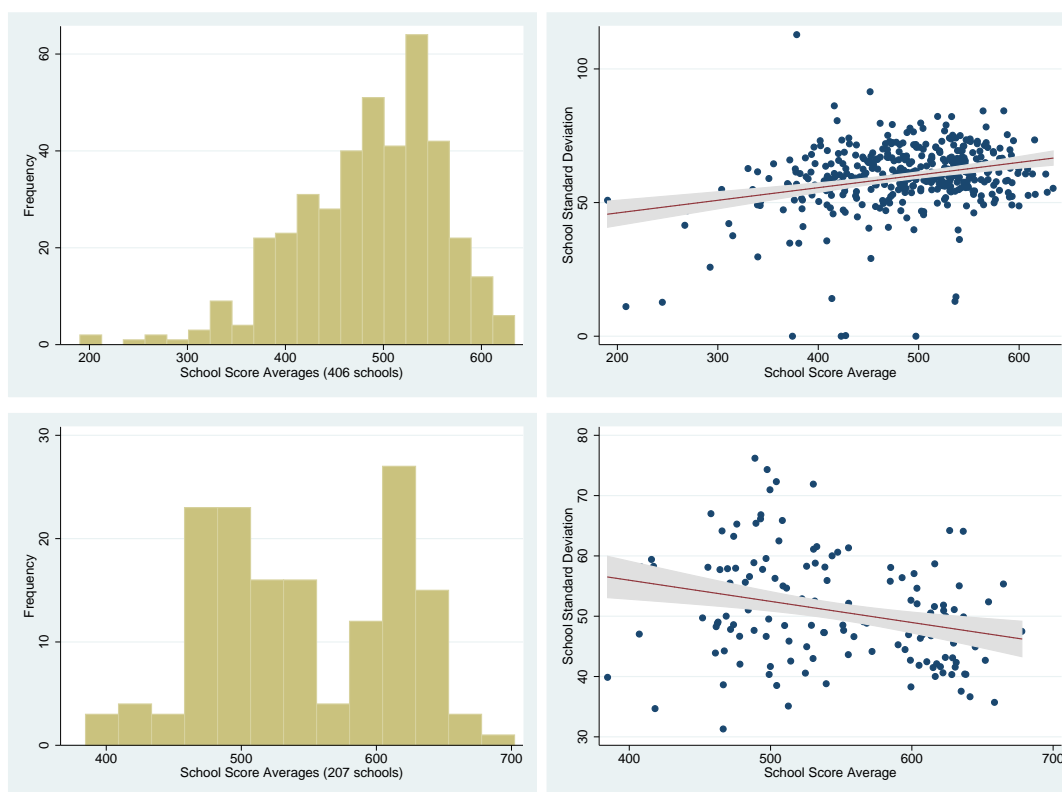 60
40
20
0
Frequency
200 300 400 500 600
School Score Averages (406 schools)
100
50
0
School Standard Deviation
200 300 400 500 600
School Score Average
30
20
10
0
Frequency
400 500 600 700
School Score Averages (207 schools)
80
70
60
50
40
30
School Standard Deviation
400 500 600 700
School Score Average